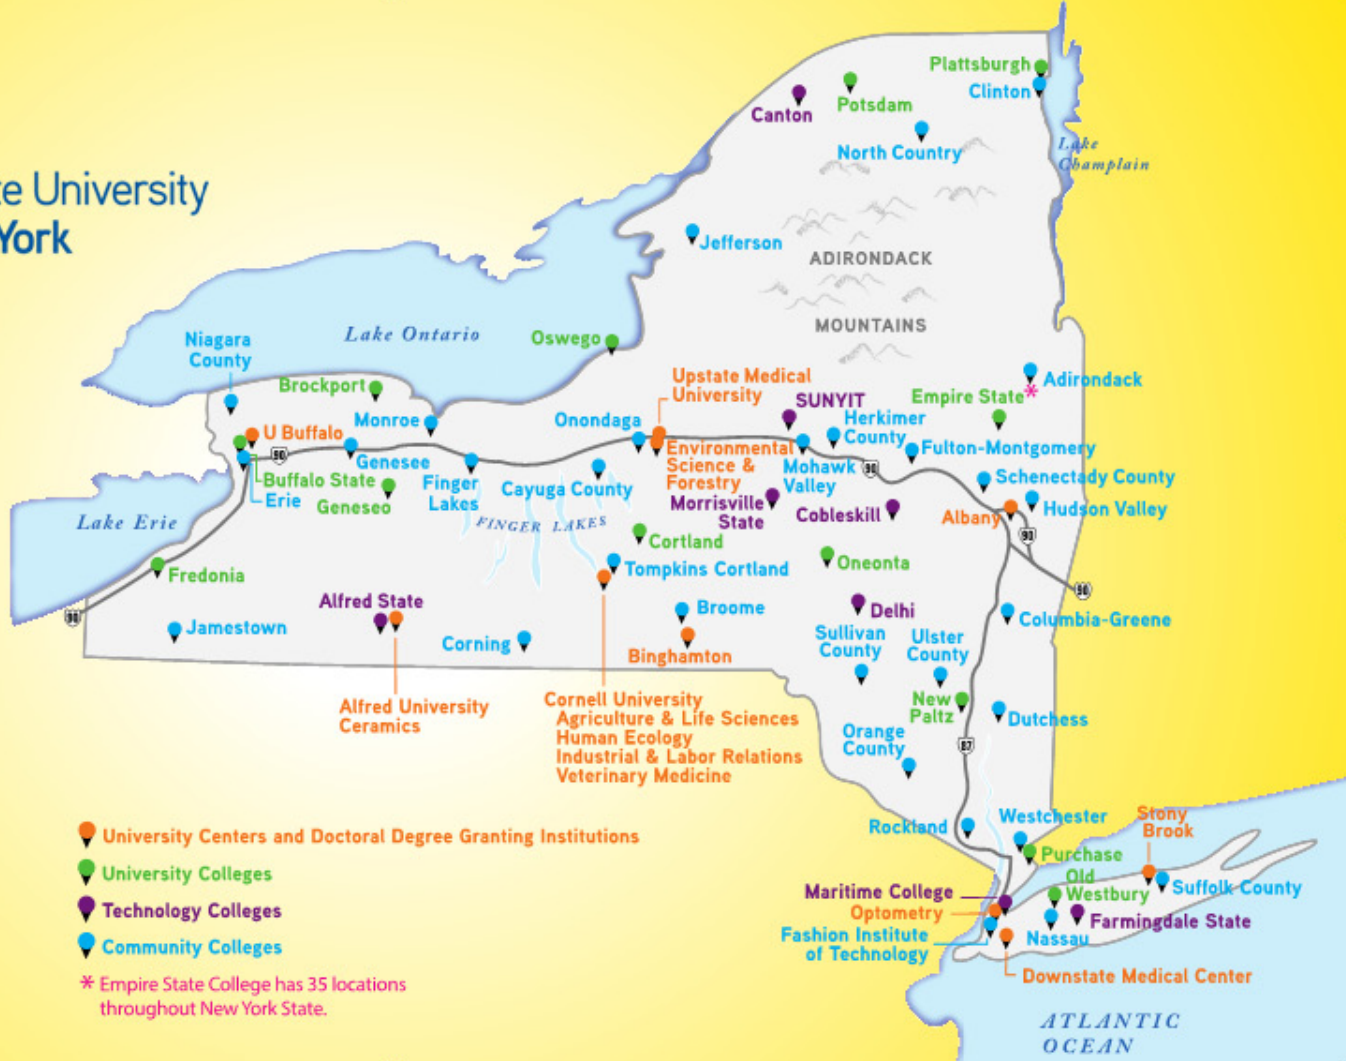 te University
York
Plattsburgh
Clinton
Potsdam
Canton
North Country
Lake
Champlain
Jefferson
ADIRONDACK
MOUNTAINS
Lake Ontario
Oswego
Niagara
County
Brockport
Monroe
Upstate Medical
University
SUNYIT
Empire State*
Adirondack
Onondaga
Herkimer
County
U Buffalo
90
Genesee
Environmental
Science &
Forestry
Mohawk
Valley
90
Fulton-Montgomery
Buffalo State
Erie
Geneseo
Finger
Lakes
Cayuga County
Schenectady County
Morrisville
State
Cobleskill
Albany
Hudson Valley
Lake Erie
FINGER LAKES
90
Cortland
Oneonta
Fredonia
Tompkins Cortland
90
90
Alfred State
Broome
Delhi
Columbia-Greene
Jamestown
Corning
Binghamton
Sullivan
County
Ulster
County
Alfred University
Ceramics
Cornell University
Agriculture & Life Sciences
Human Ecology
Industrial & Labor Relations
Veterinary Medicine
New
Paltz
Dutchess
Orange
County
87
Rockland
Westchester
Stony
Brook
Purchase
Old
Westbury
Suffolk County
Maritime College
Optometry
Fashion Institute
of Technology
Farmingdale State
Nassau
Downstate Medical Center
ATLANTIC
OCEAN
University Centers and Doctoral Degree Granting Institutions
University Colleges
Technology Colleges
Community Colleges
* Empire State College has 35 locations
throughout New York State.